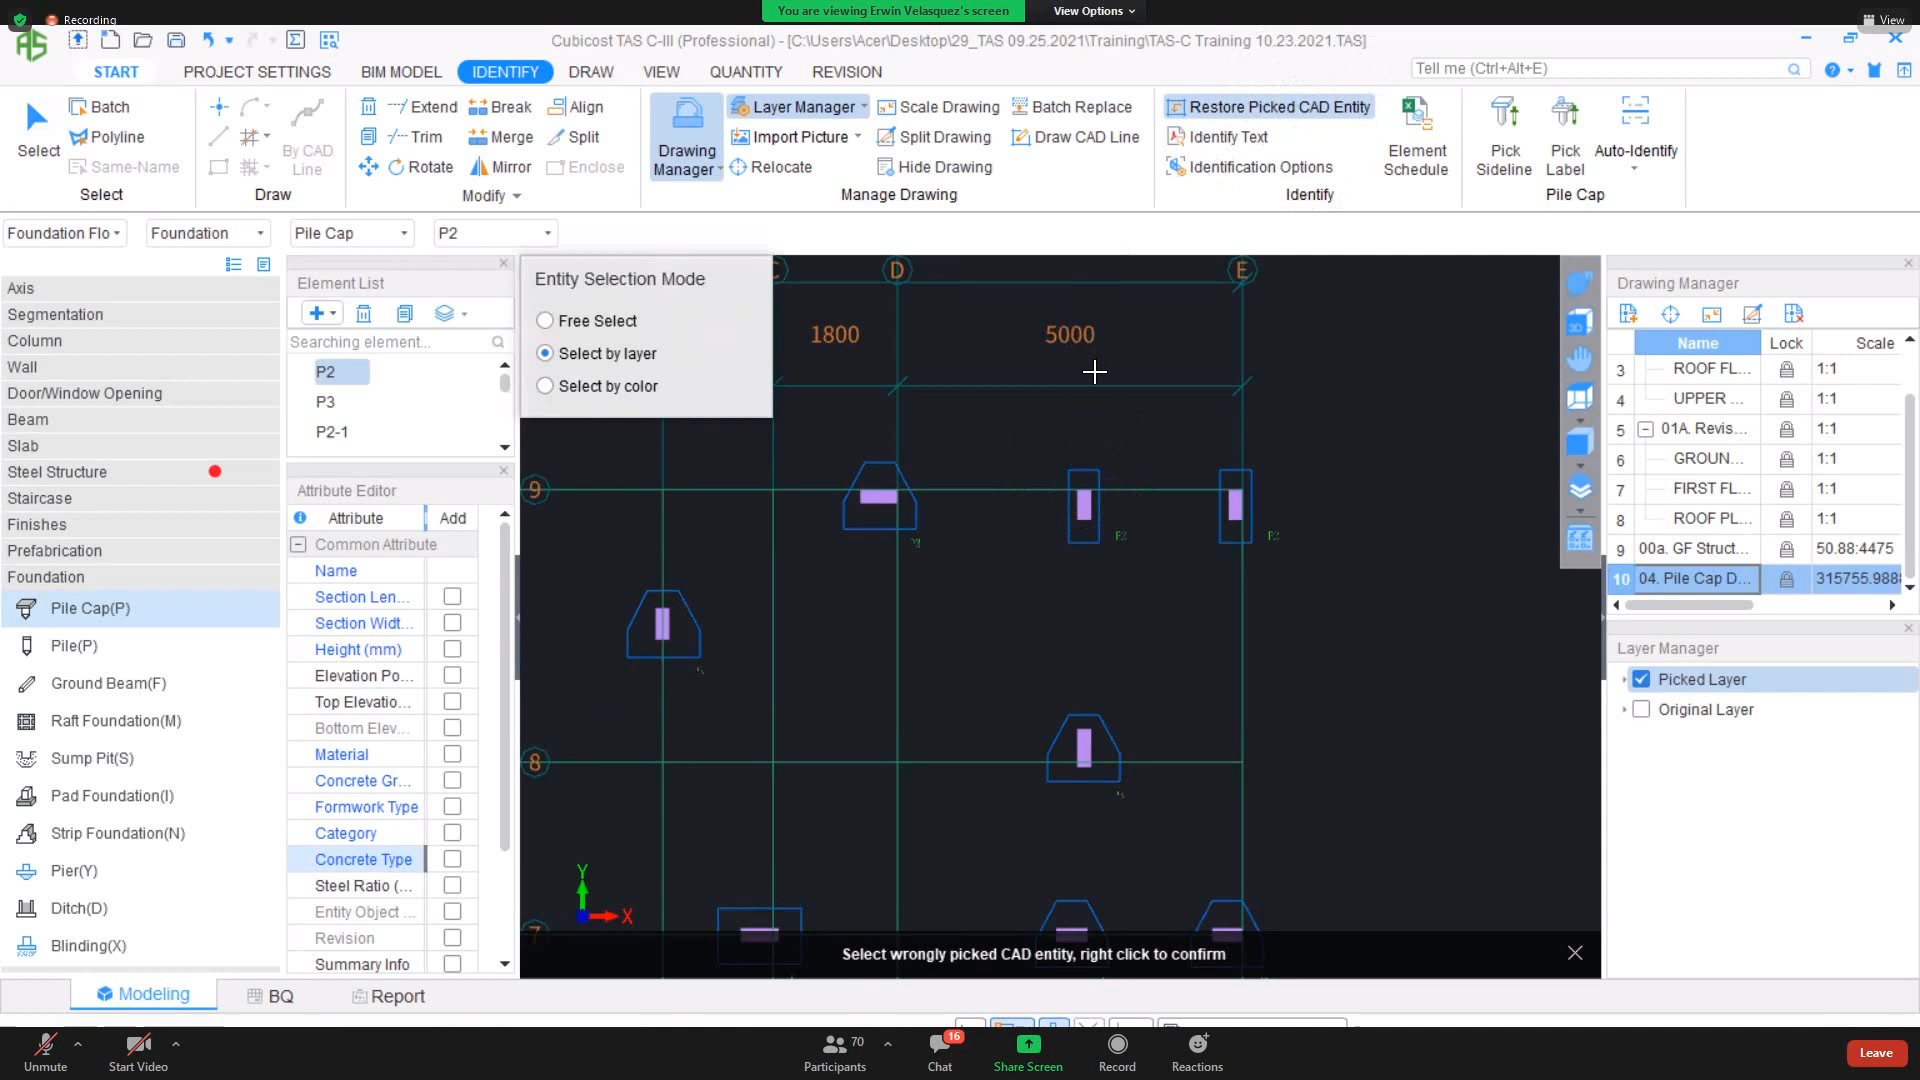 Recording
You are viewing Erwin Velasquez's screen
View Options
View
Cubicost TAS C-III (Professional) - [C:\Users\Acer\Desktop\29_TAS 09.25.2021\Training\TAS-C Training 10.23.2021.TAS]
START
PROJECT SETTINGS
BIM MODEL
IDENTIFY
DRAW
VIEW
QUANTITY
REVISION
Tell me (Ctrl+Alt+E)
Select
Batch
Polyline
Same-Name
Select
By CAD Line
Draw
Extend
Break
Align
Trim
Merge
Split
Rotate
Mirror
Enclose
Modify
Drawing Manager
Layer Manager
Scale Drawing
Batch Replace
Import Picture
Split Drawing
Draw CAD Line
Relocate
Hide Drawing
Manage Drawing
Restore Picked CAD Entity
Identify Text
Identification Options
Element Schedule
Identify
Pick Sideline
Pick Label
Auto-Identify
Pile Cap
Foundation Flo
Foundation
Pile Cap
P2
Axis
Segmentation
Column
Wall
Door/Window Opening
Beam
Slab
Steel Structure
Staircase
Finishes
Prefabrication
Foundation
Pile Cap(P)
Pile(P)
Ground Beam(F)
Raft Foundation(M)
Sump Pit(S)
Pad Foundation(I)
Strip Foundation(N)
Pier(Y)
Ditch(D)
Blinding(X)
Element List
Searching element...
P2
P3
P2-1
Attribute Editor
Attribute
Add
Common Attribute
Name
Section Len...
Section Widt...
Height (mm)
Elevation Po...
Top Elevatio...
Bottom Elev...
Material
Concrete Gr...
Formwork Type
Category
Concrete Type
Steel Ratio (...
Entity Object ...
Revision
Summary Info
Entity Selection Mode
Free Select
Select by layer
Select by color
D
E
1800
5000
9
8
7
Y
X
3D
Select wrongly picked CAD entity, right click to confirm
Drawing Manager
Name
Lock
Scale
3 ROOF FL... 1:1
4 UPPER ... 1:1
5 01A. Revis... 1:1
6 GROUN... 1:1
7 FIRST FL... 1:1
8 ROOF PL... 1:1
9 00a. GF Struct... 50.88:4475
10 04. Pile Cap D...
Layer Manager
Picked Layer
Original Layer
Modeling
BQ
Report
Unmute
Start Video
Participants
70
Chat
16
Share Screen
Record
Reactions
Leave